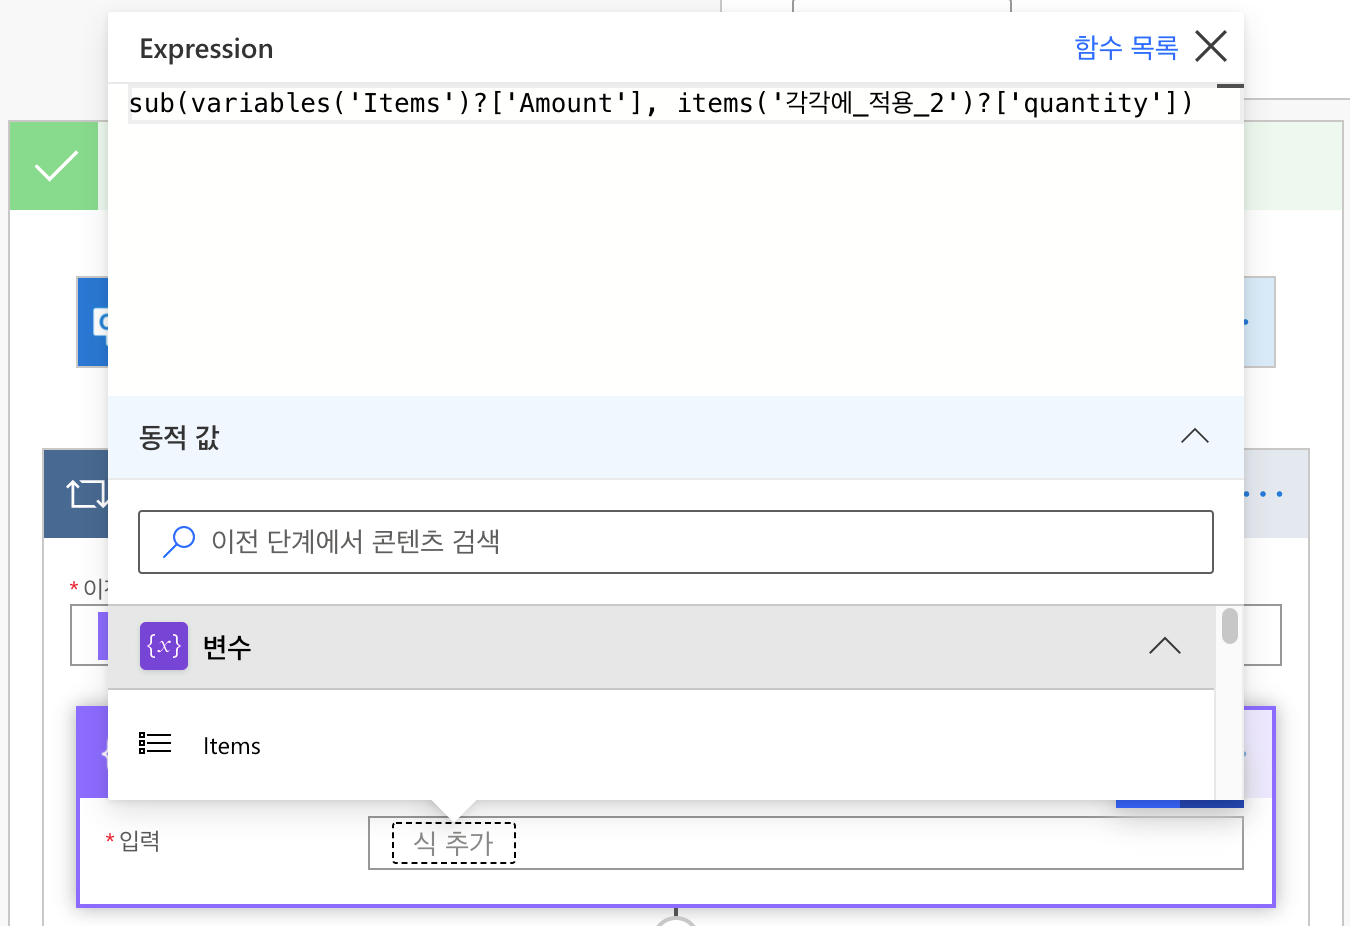 Expression
함수 목록
sub(variables('Items')?['Amount'], items('각각에_적용_2')?['quantity'])
동적 값
이전 단계에서 콘텐츠 검색
* 이
{x} 변수
Items
* 입력
식 추가